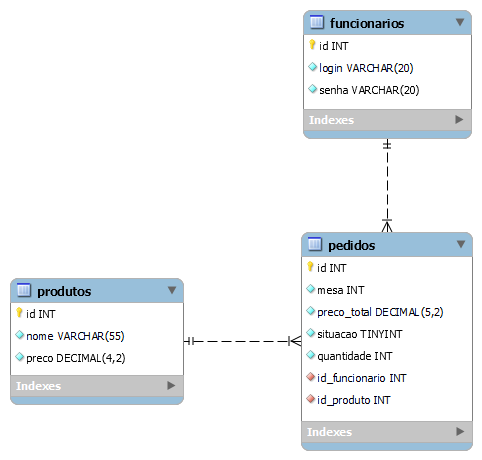 funcionarios
id INT
login VARCHAR(20)
senha VARCHAR(20)
Indexes
pedidos
id INT
mesa INT
preco_total DECIMAL(5,2)
situacao TINYINT
quantidade INT
id_funcionario INT
id_produto INT
Indexes
produtos
id INT
nome VARCHAR(55)
preco DECIMAL(4,2)
Indexes